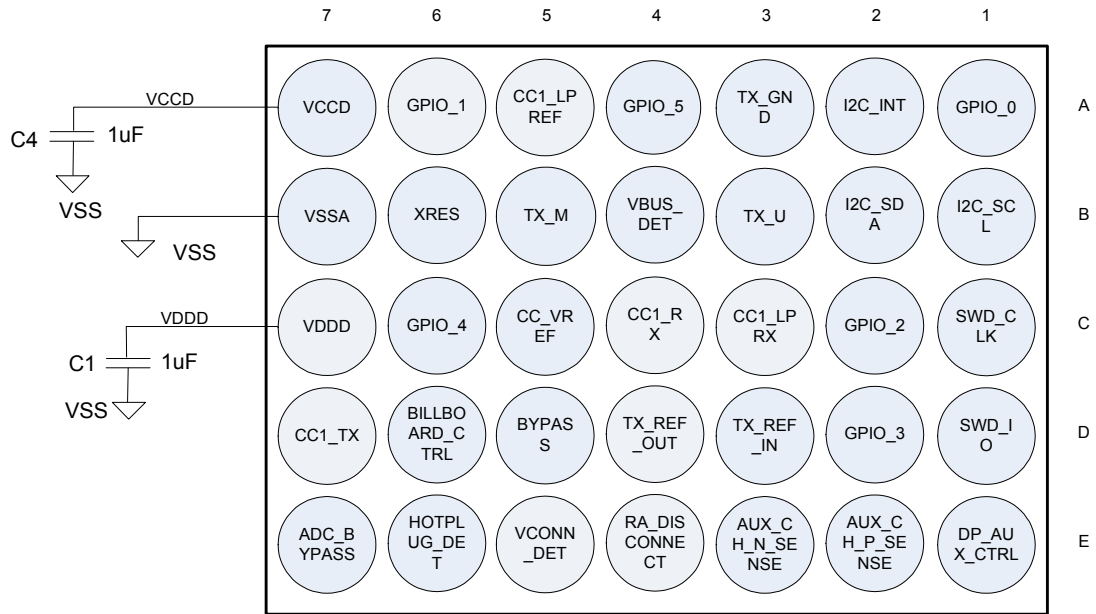 7 6 5 4 3 2 1
VCCD
C4
1uF
VSS
VCCD
GPIO_1
CC1_LP
REF
GPIO_5
TX_GN
D
I2C_INT
GPIO_0
A
VSS
VSSA
XRES
TX_M
VBUS_
DET
TX_U
I2C_SD
A
I2C_SC
L
B
VDDD
C1
1uF
VSS
VDDD
GPIO_4
CC_VR
EF
CC1_R
X
CC1_LP
RX
GPIO_2
SWD_C
LK
C
CC1_TX
BILLBO
ARD_C
TRL
BYPAS
S
TX_REF
_OUT
TX_REF
_IN
GPIO_3
SWD_I
O
D
ADC_B
YPASS
HOTPL
UG_DE
T
VCONN
_DET
RA_DIS
CONNE
CT
AUX_C
H_N_SE
NSE
AUX_C
H_P_SE
NSE
DP_AU
X_CTRL
E